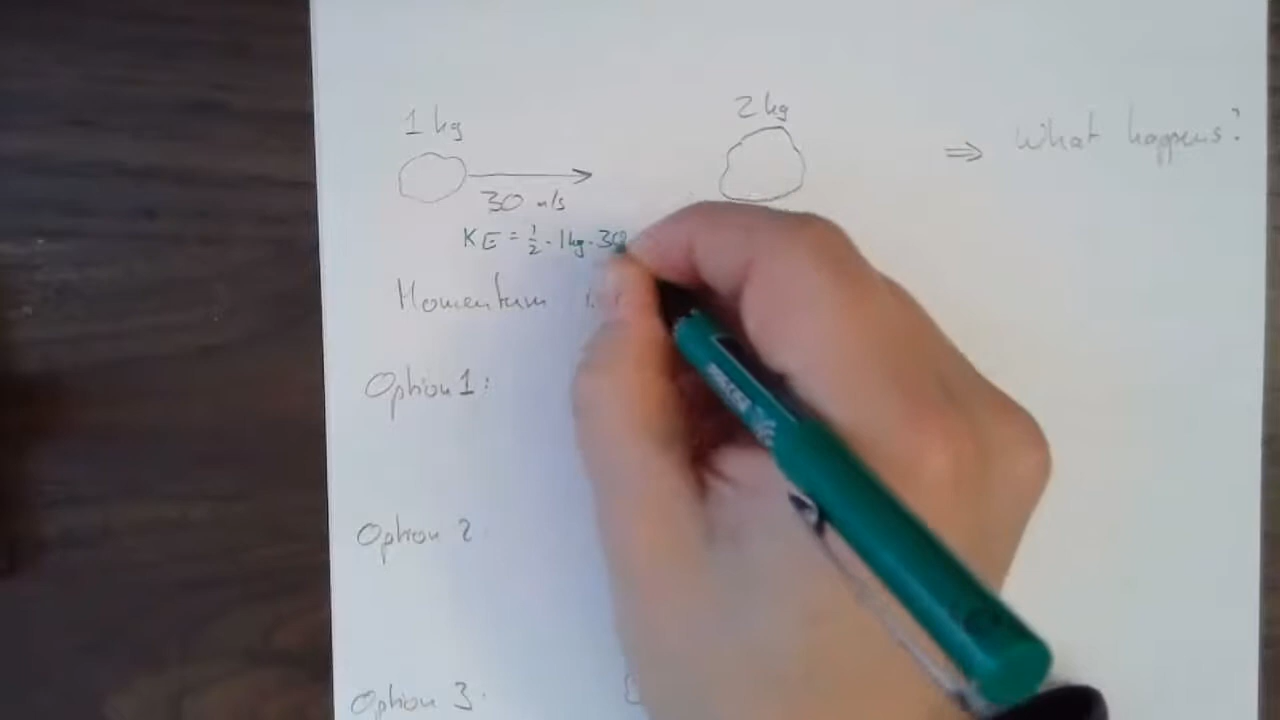 1 kg
2 kg
⇒ What happens?
30 m/s
KE = 1/2 · 1kg · 30
Momentum
Option 1:
Option 2
Option 3: